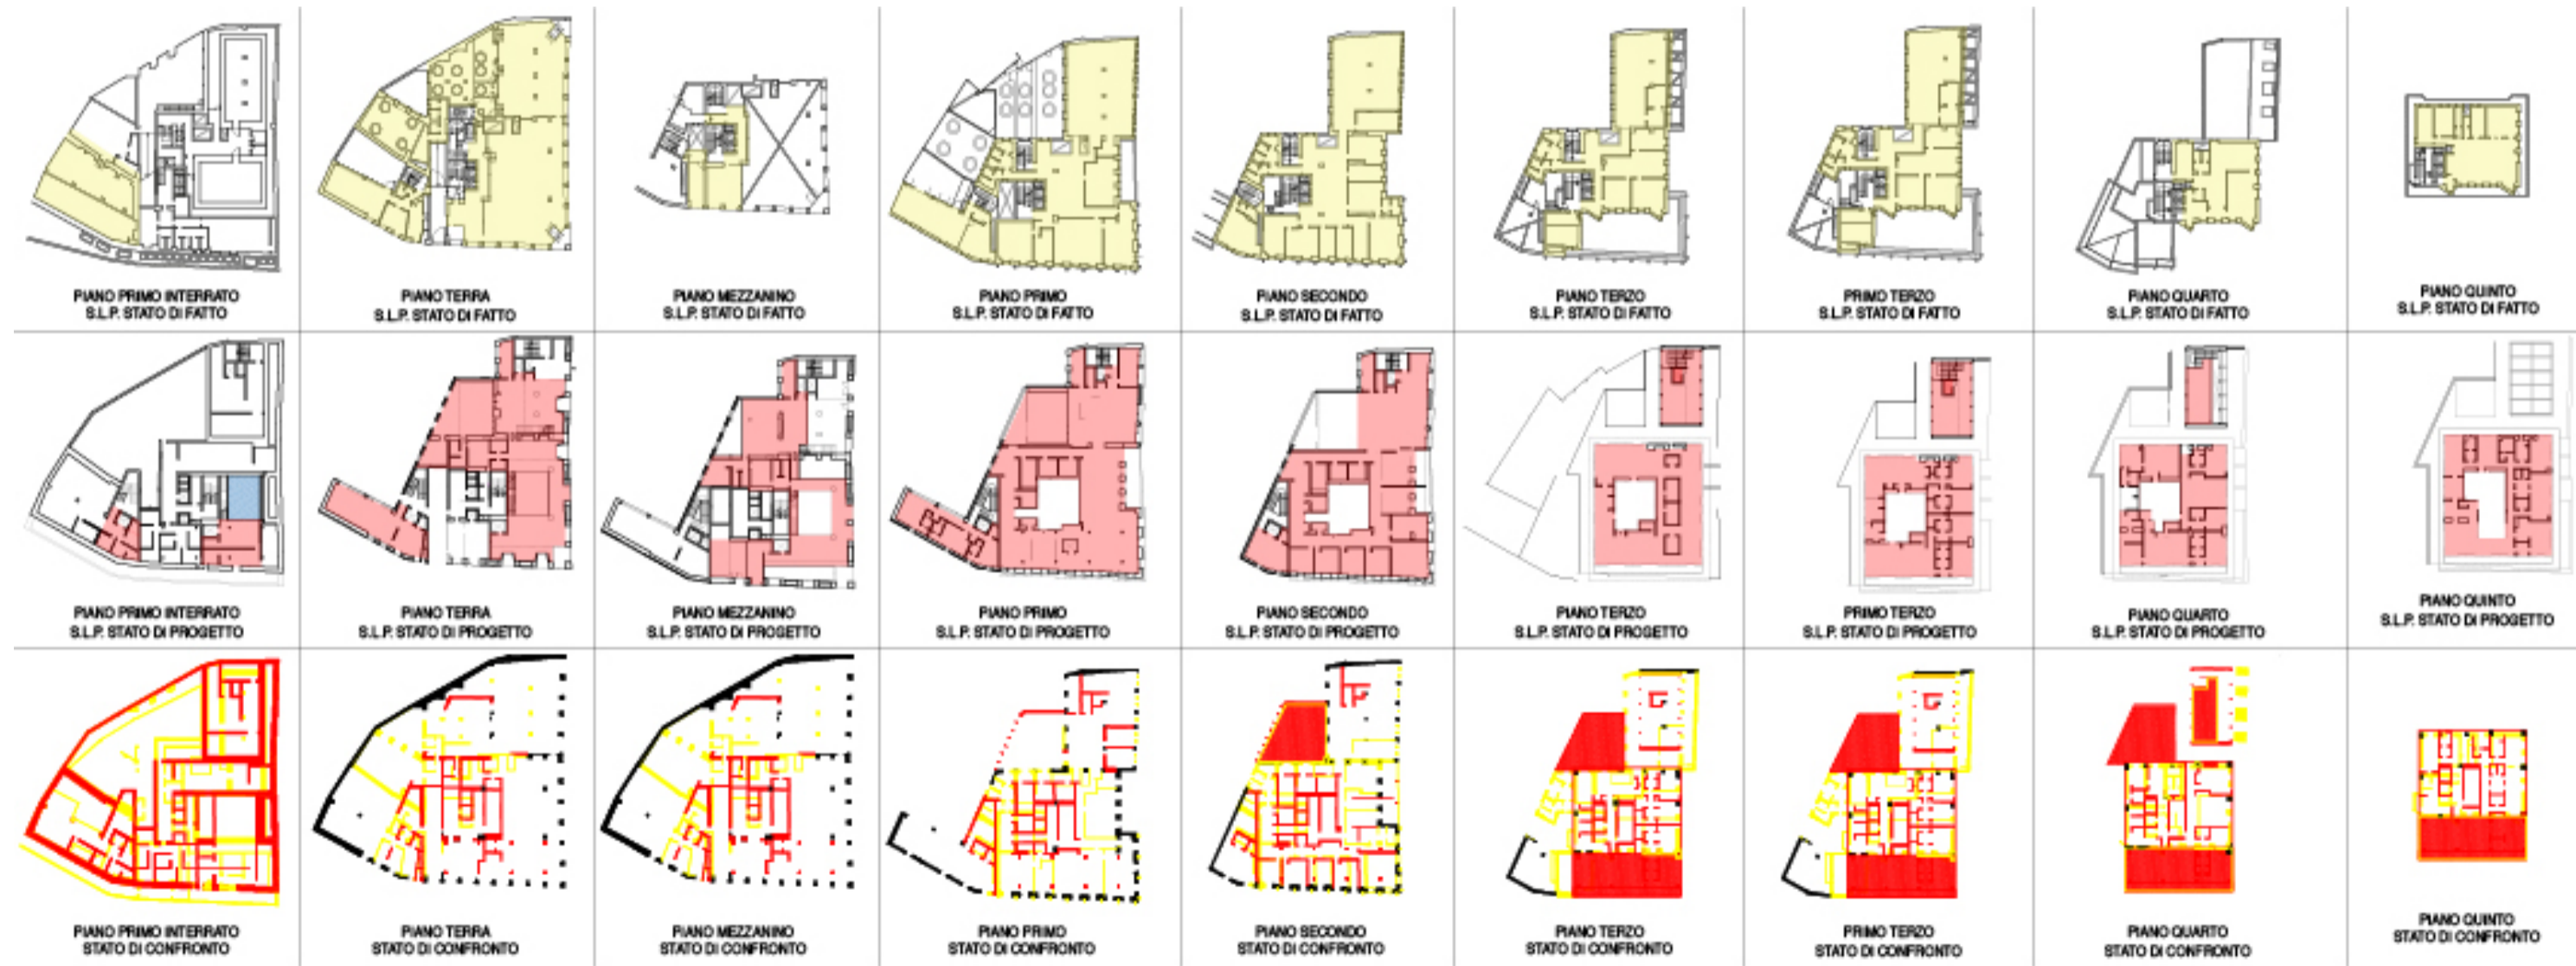 PIANO PRIMO INTERRATO
S.L.P. STATO DI FATTO
PIANO TERRA
S.L.P. STATO DI FATTO
PIANO MEZZANINO
S.L.P. STATO DI FATTO
PIANO PRIMO
S.L.P. STATO DI FATTO
PIANO SECONDO
S.L.P. STATO DI FATTO
PIANO TERZO
S.L.P. STATO DI FATTO
PRIMO TERZO
S.L.P. STATO DI FATTO
PIANO QUARTO
S.L.P. STATO DI FATTO
PIANO QUINTO
S.L.P. STATO DI FATTO
PIANO PRIMO INTERRATO
S.L.P. STATO DI PROGETTO
PIANO TERRA
S.L.P. STATO DI PROGETTO
PIANO MEZZANINO
S.L.P. STATO DI PROGETTO
PIANO PRIMO
S.L.P. STATO DI PROGETTO
PIANO SECONDO
S.L.P. STATO DI PROGETTO
PIANO TERZO
S.L.P. STATO DI PROGETTO
PRIMO TERZO
S.L.P. STATO DI PROGETTO
PIANO QUARTO
S.L.P. STATO DI PROGETTO
PIANO QUINTO
S.L.P. STATO DI PROGETTO
PIANO PRIMO INTERRATO
STATO DI CONFRONTO
PIANO TERRA
STATO DI CONFRONTO
PIANO MEZZANINO
STATO DI CONFRONTO
PIANO PRIMO
STATO DI CONFRONTO
PIANO SECONDO
STATO DI CONFRONTO
PIANO TERZO
STATO DI CONFRONTO
PRIMO TERZO
STATO DI CONFRONTO
PIANO QUARTO
STATO DI CONFRONTO
PIANO QUINTO
STATO DI CONFRONTO